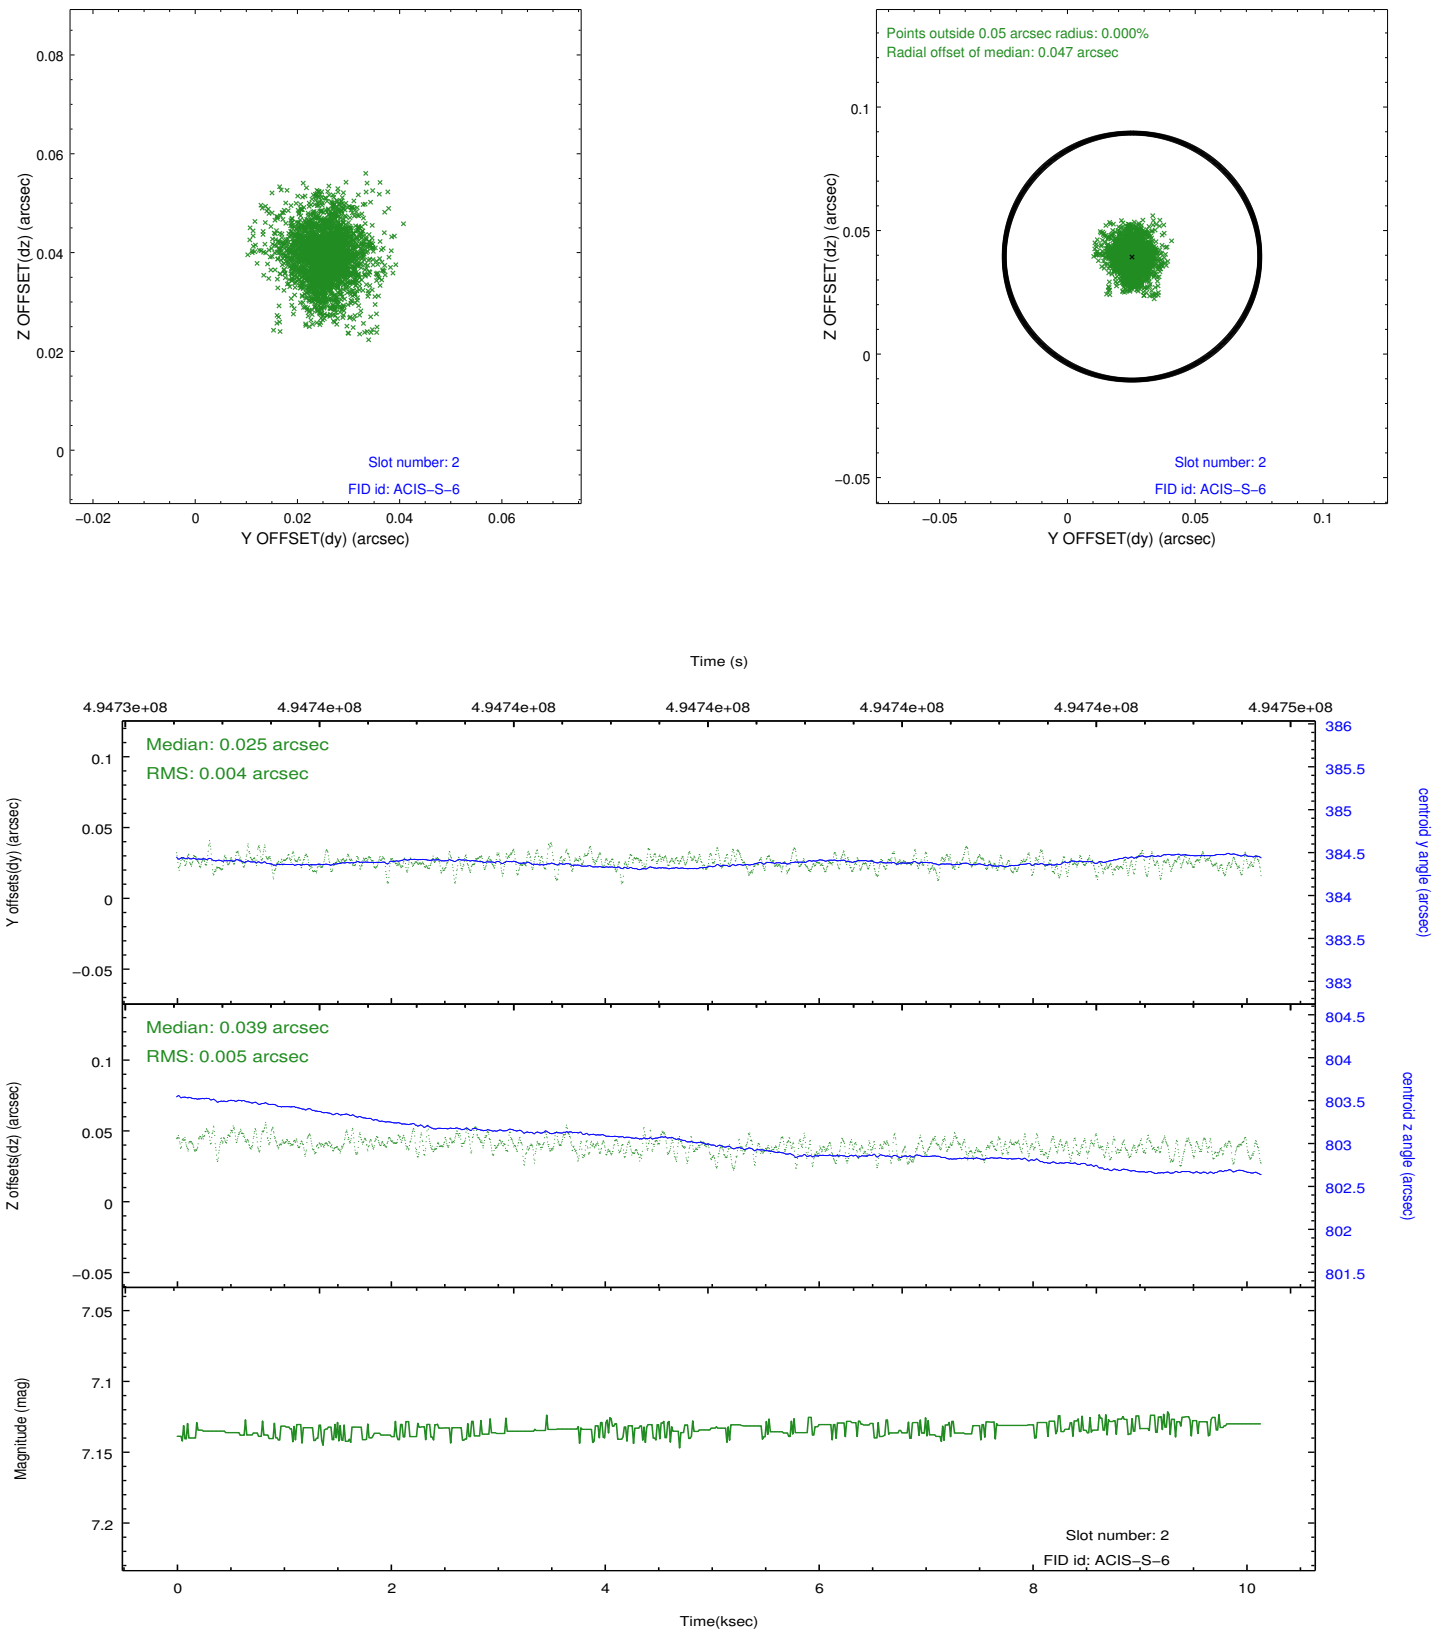 0.08
0.06
0.04
0.02
0
Z OFFSET(dz) (arcsec)
Slot number: 2
FID id: ACIS−S−6
−0.02 0 0.02 0.04 0.06
Y OFFSET(dy) (arcsec)
Points outside 0.05 arcsec radius: 0.000%
Radial offset of median: 0.047 arcsec
0.1
0.05
0
−0.05
Z OFFSET(dz) (arcsec)
Slot number: 2
FID id: ACIS−S−6
−0.05 0 0.05 0.1
Y OFFSET(dy) (arcsec)
Time (s)
4.9473e+08 4.9474e+08 4.9474e+08 4.9474e+08 4.9474e+08 4.9474e+08 4.9475e+08
Median: 0.025 arcsec
RMS: 0.004 arcsec
0.1
0.05
0
−0.05
Y offsets(dy) (arcsec)
386
385.5
385
384.5
384
383.5
383
centroid y angle (arcsec)
Median: 0.039 arcsec
RMS: 0.005 arcsec
0.1
0.05
0
−0.05
Z offsets(dz) (arcsec)
804.5
804
803.5
803
802.5
802
801.5
centroid z angle (arcsec)
7.05
7.1
7.15
7.2
Magnitude (mag)
Slot number: 2
FID id: ACIS−S−6
0 2 4 6 8 10
Time(ksec)